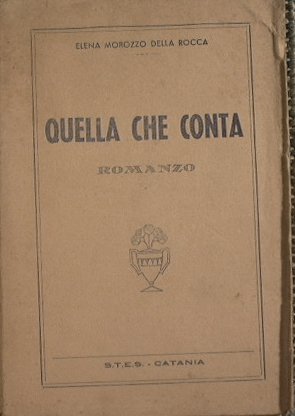 ELENA MOROZZO DELLA ROCCA
QUELLA CHE CONTA
ROMANZO
S.T.E.S. - CATANIA